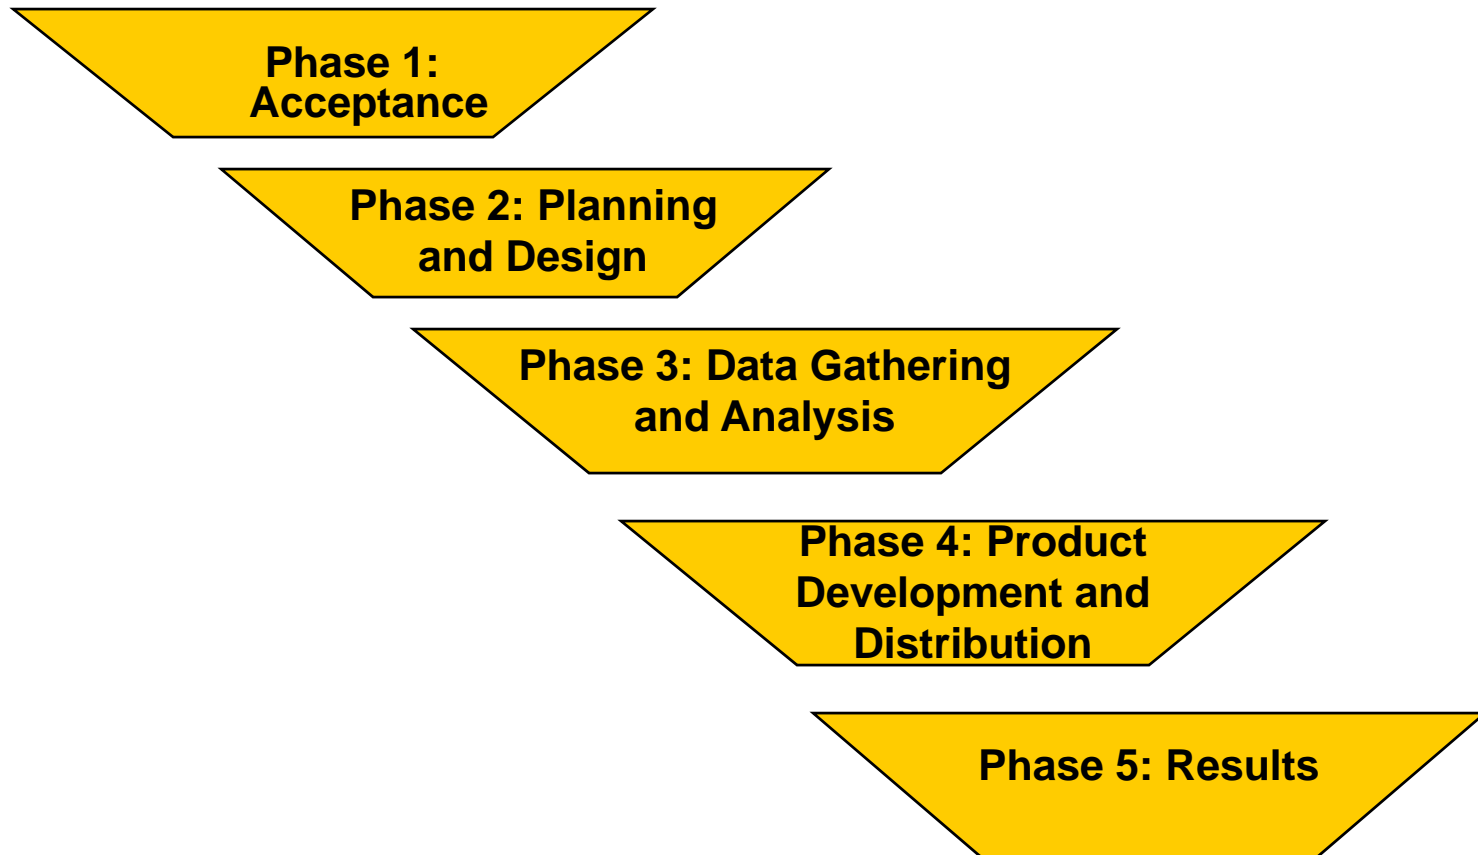 Phase 1:
Acceptance
Phase 2: Planning
and Design
Phase 3: Data Gathering
and Analysis
Phase 4: Product
Development and
Distribution
Phase 5: Results